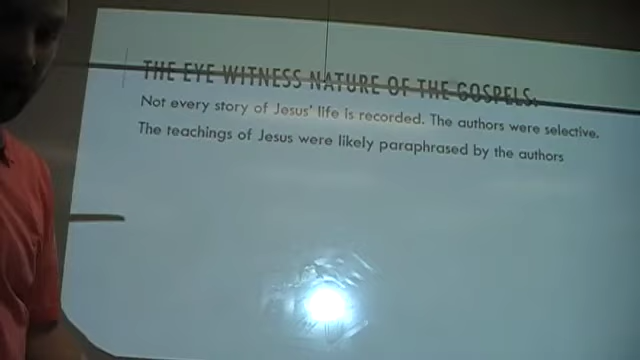 THE EYE WITNESS NATURE OF THE GOSPELS.
Not every story of Jesus' life is recorded. The authors were selective.
The teachings of Jesus were likely paraphrased by the authors